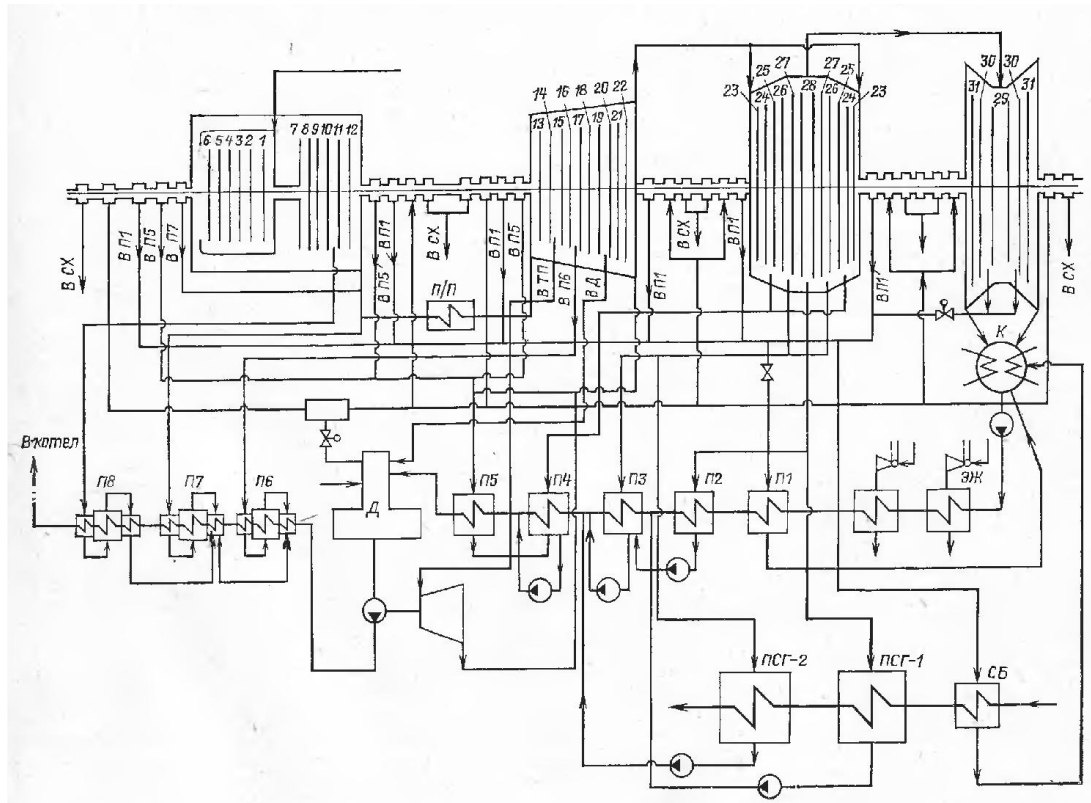 30 30
27 27
25 25
31 29 31
23 24 26 28 26 24 23
14 16 18 20 22
13 15 17 19 21
6 5 4 3 2 1
7 8 9 10 11 12
В СХ
В П1
В П5
В П7
В П5
В П1
В СХ
В П1
В П5
В ТП
В П6
В Д
В П1
В СХ
В П1
В П1
В СХ
П/П
К
В котел
П8
П7
П6
Д
П5
П4
П3
П2
П1
ЭЖ
ПСГ-2
ПСГ-1
СБ